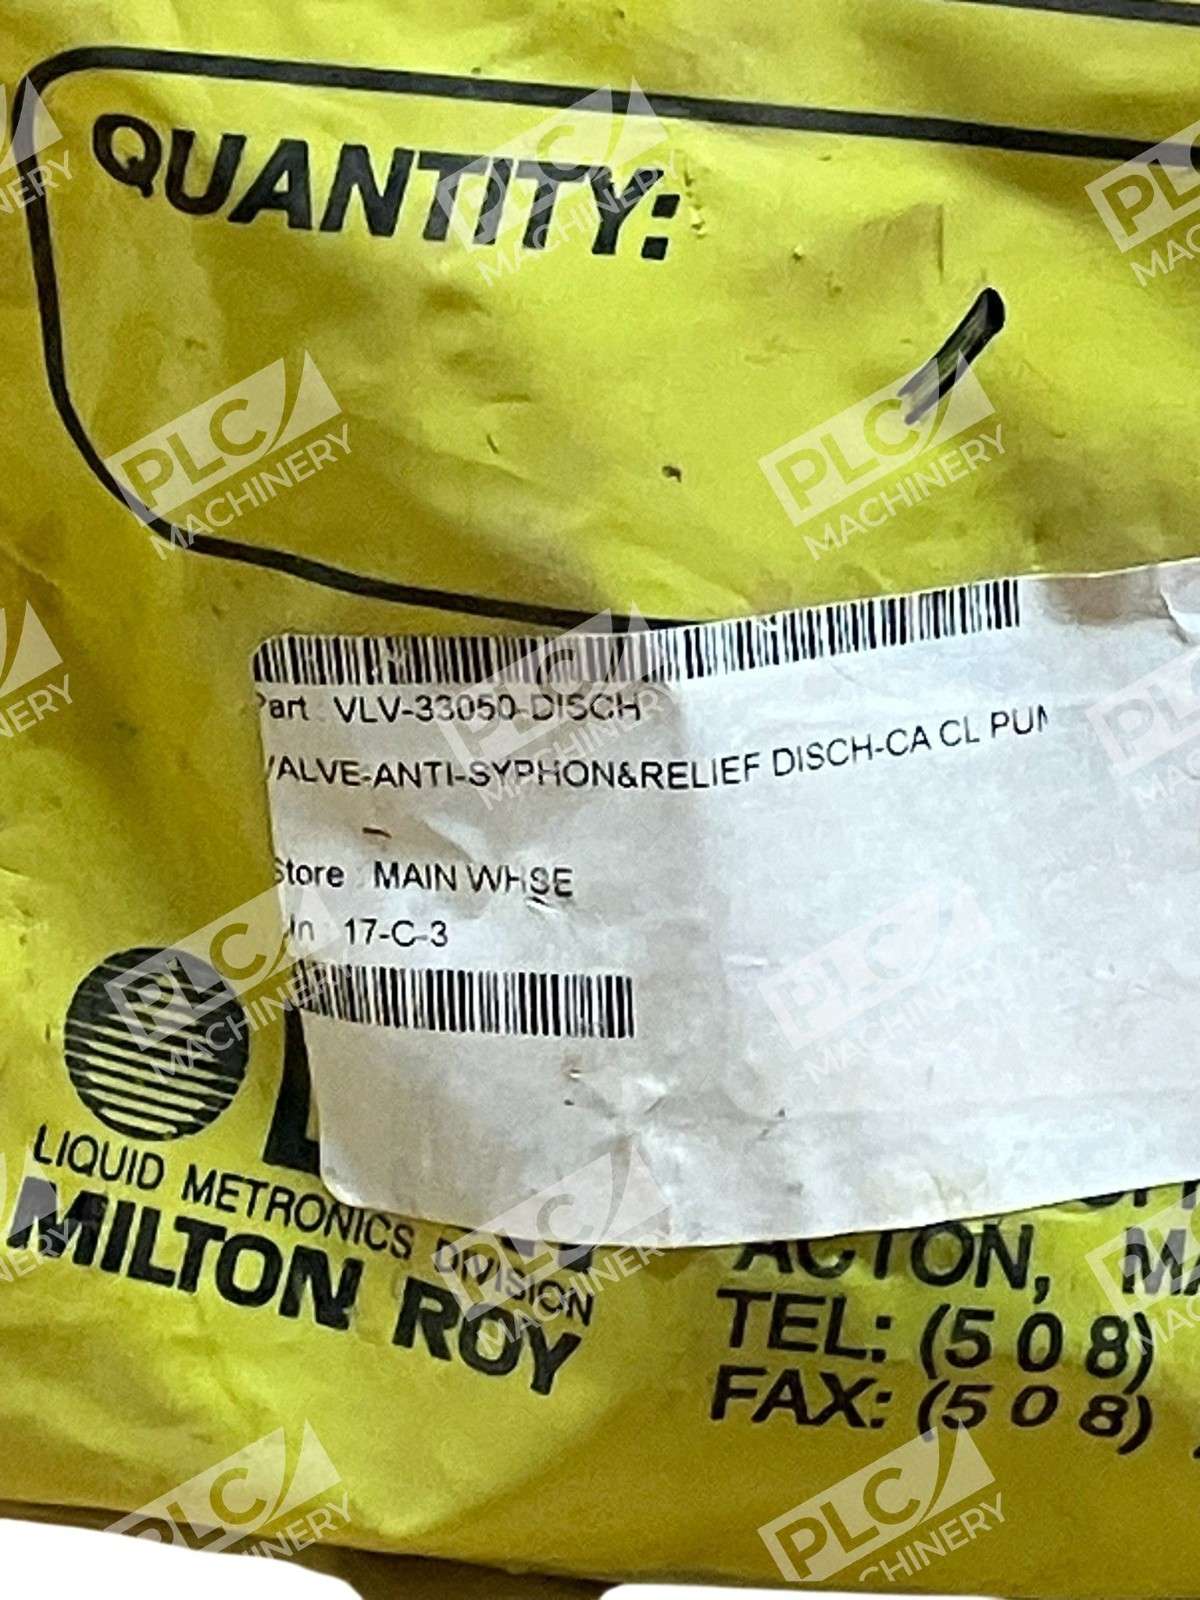 QUANTITY:
Part : VLV-33050-DISCH
VALVE-ANTI-SYPHON&RELIEF DISCH-CA CL PUM
Store : MAIN WHSE
: 17-C-3
LIQUID METRONICS DIVISION
MILTON ROY
ACTON, MA
TEL: (508)
FAX: (508)
PLC MACHINERY